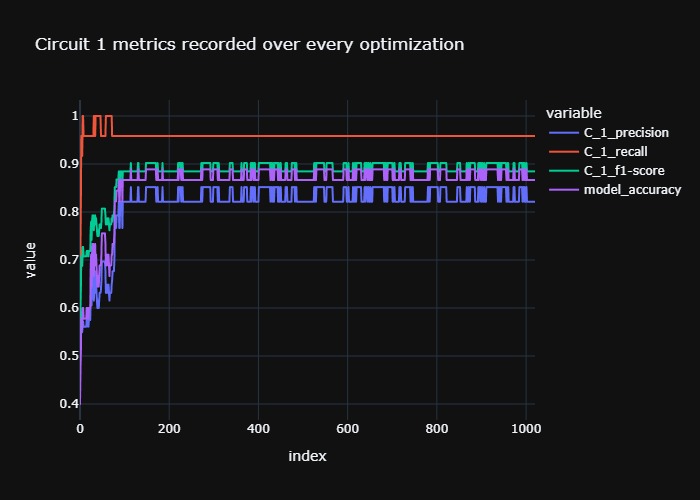 Circuit 1 metrics recorded over every optimization
variable
C_1_precision
C_1_recall
C_1_f1-score
model_accuracy
value
1
0.9
0.8
0.7
0.6
0.5
0.4
0 200 400 600 800 1000
index